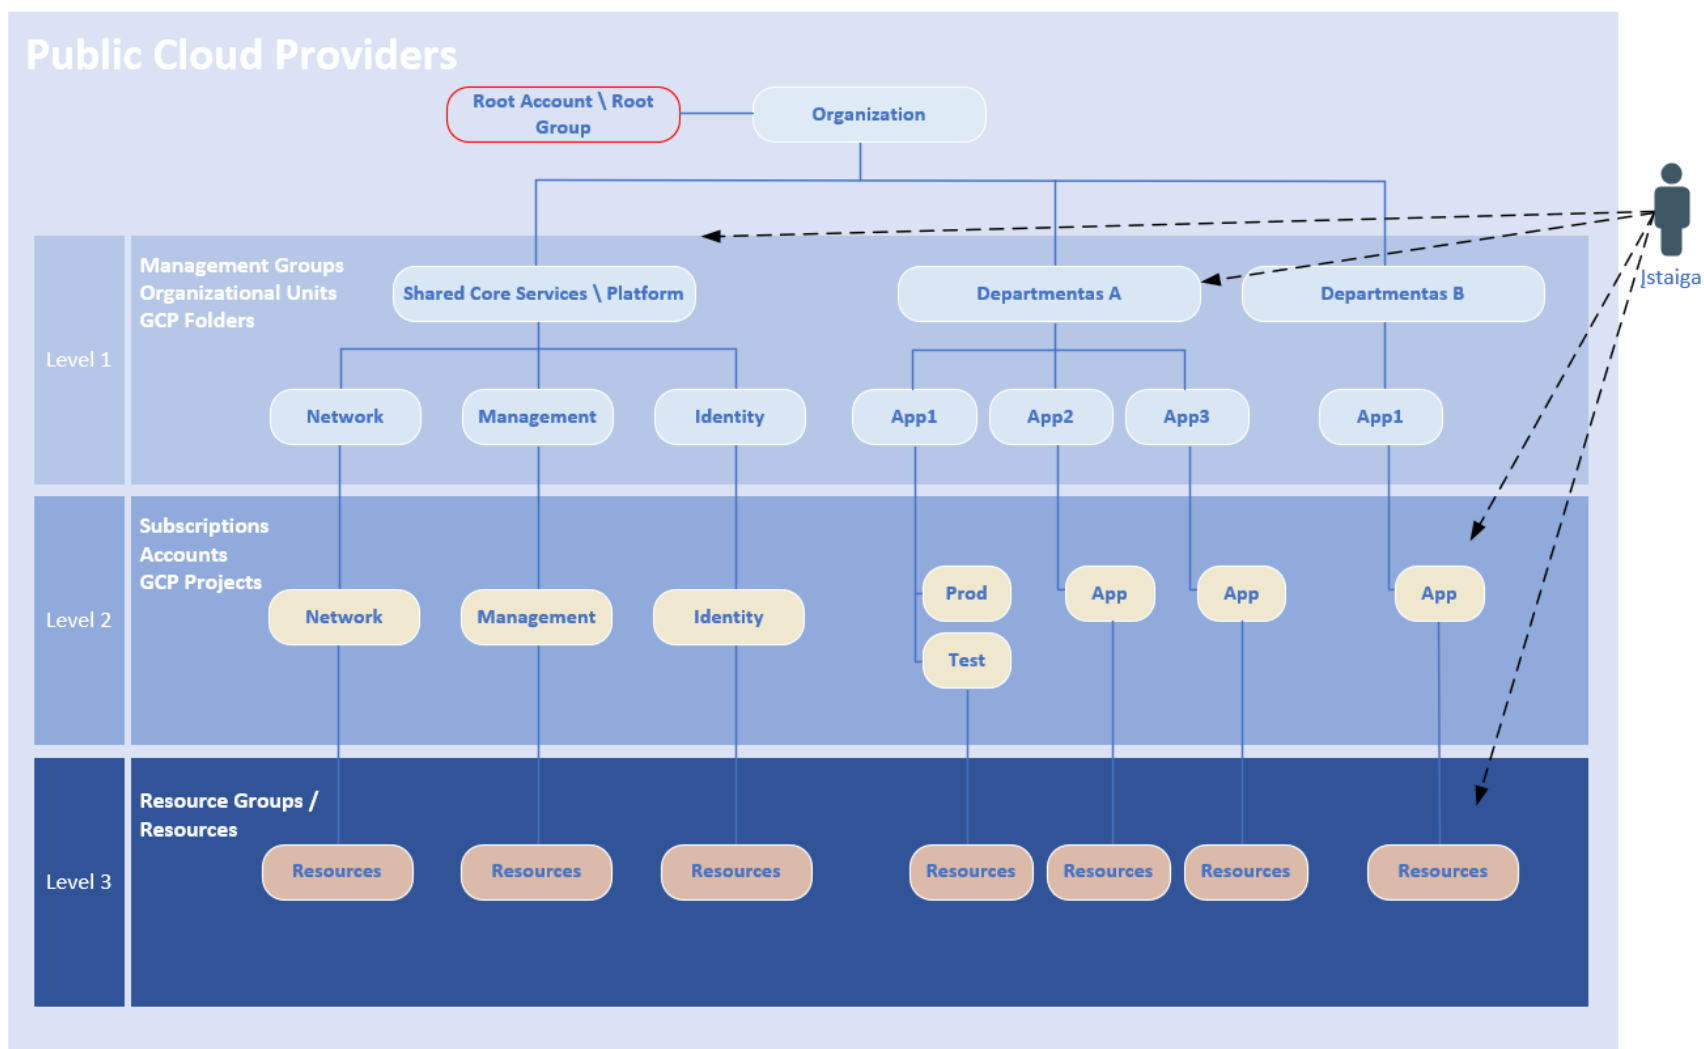 Public Cloud Providers
Root Account \ Root
Group
Organization
Įstaiga
Level 1
Management Groups
Organizational Units
GCP Folders
Shared Core Services \ Platform
Departmentas A
Departmentas B
Network
Management
Identity
App1
App2
App3
App1
Level 2
Subscriptions
Accounts
GCP Projects
Network
Management
Identity
Prod
Test
App
App
App
Level 3
Resource Groups /
Resources
Resources
Resources
Resources
Resources
Resources
Resources
Resources